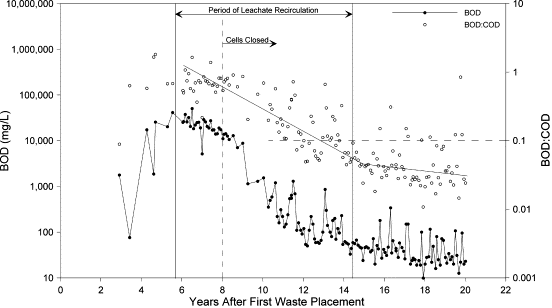 10,000,000
1,000,000
100,000
10,000
1,000
100
10
BOD (mg/L)
Period of Leachate Recirculation
Cells Closed
BOD
BOD:COD
10
1
0.1
0.01
0.001
BOD:COD
0 2 4 6 8 10 12 14 16 18 20 22
Years After First Waste Placement